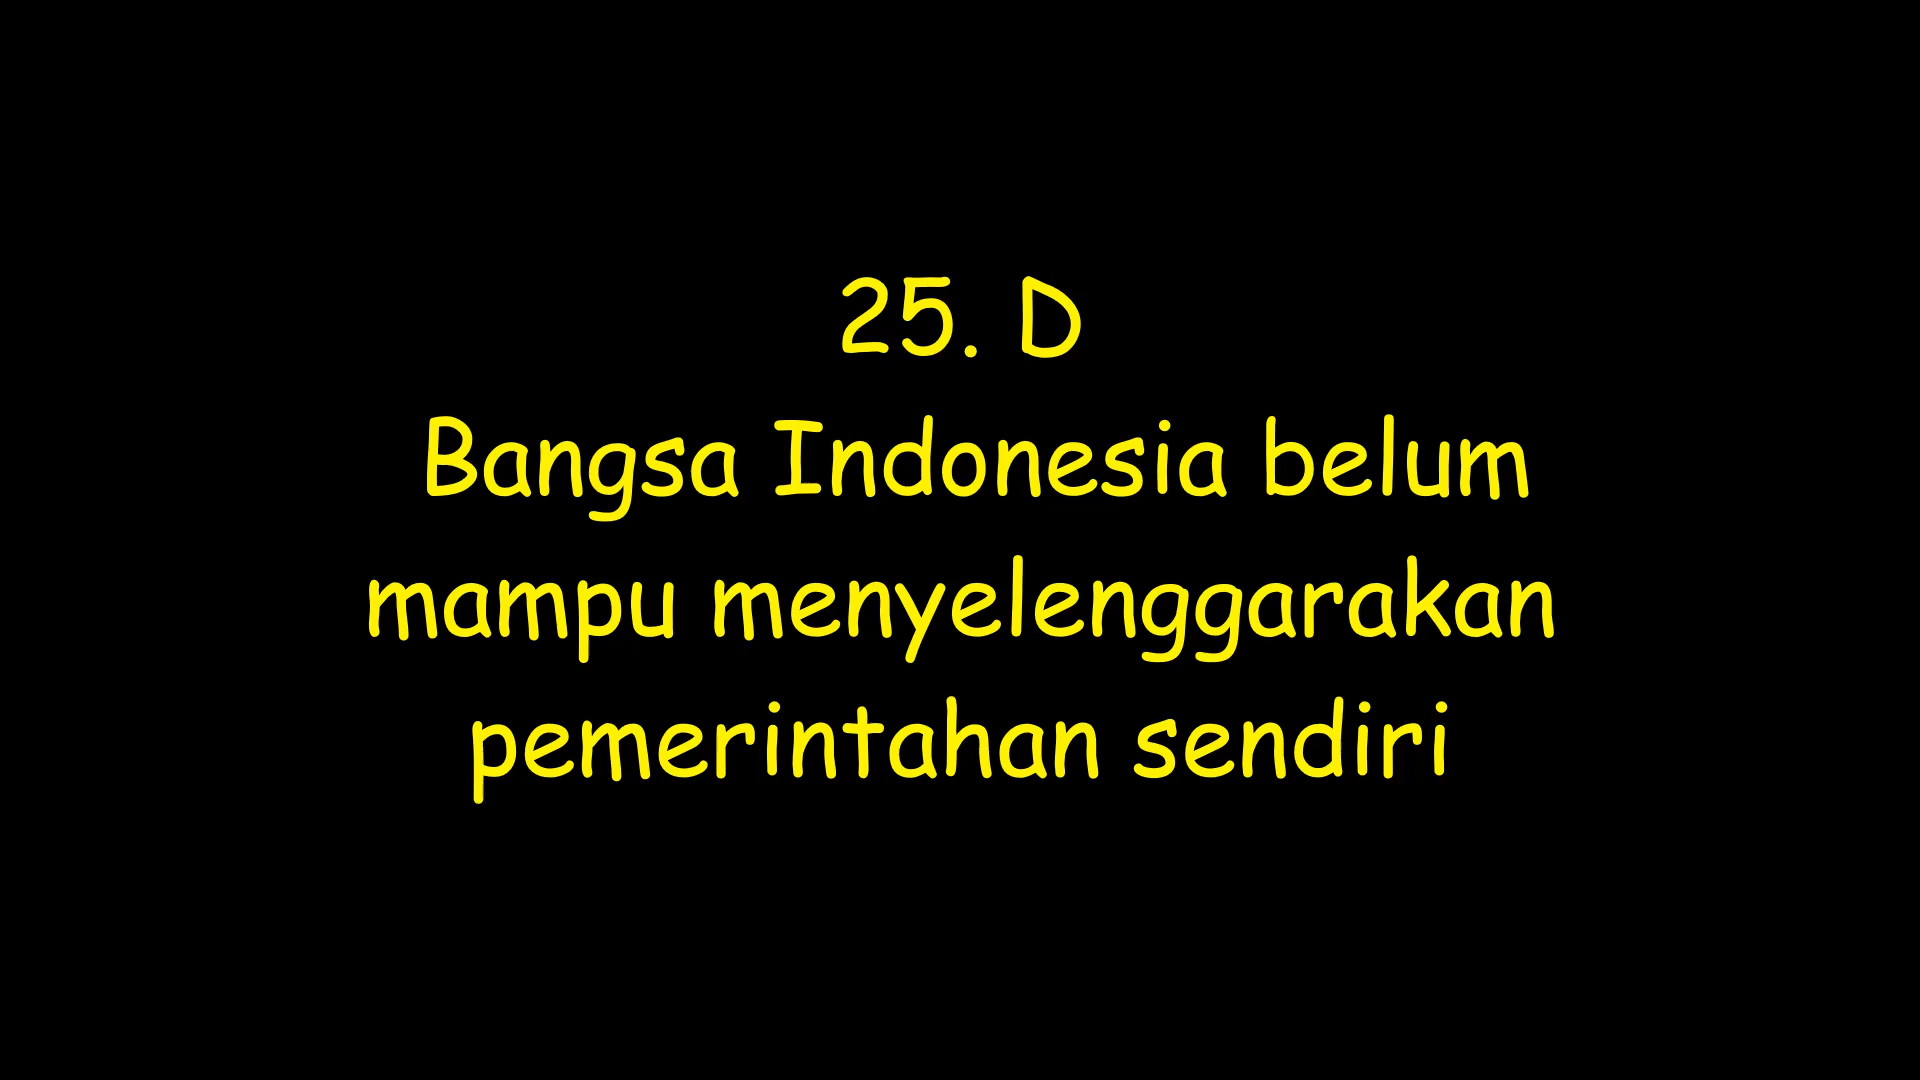 25. D
Bangsa Indonesia belum
mampu menyelenggarakan
pemerintahan sendiri